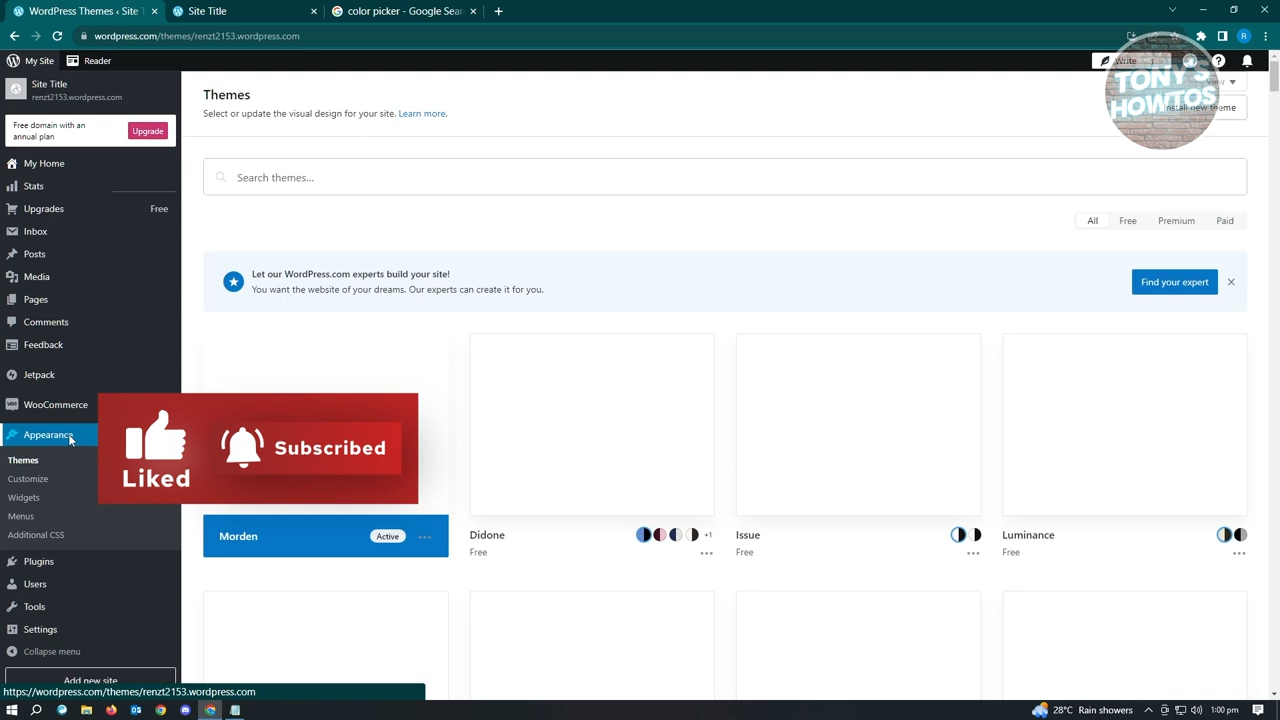 WordPress Themes ‹ Site T
Site Title
color picker - Google Sear
wordpress.com/themes/renzt2153.wordpress.com
R
My Site
Reader
Write
Site Title
renzt2153.wordpress.com
Free domain with an
annual plan
Upgrade
My Home
Stats
Upgrades
Free
Inbox
Posts
Media
Pages
Comments
Feedback
Jetpack
WooCommerce
Appearance
Themes
Customize
Widgets
Menus
Additional CSS
Plugins
Users
Tools
Settings
Collapse menu
Add new site
https://wordpress.com/themes/renzt2153.wordpress.com
Themes
Select or update the visual design for your site. Learn more.
View
Install new theme
TONY'S
HOWTOS
Search themes...
All
Free
Premium
Paid
Let our WordPress.com experts build your site!
You want the website of your dreams. Our experts can create it for you.
Find your expert
Liked
Subscribed
Morden
Active
Didone
+1
Free
Issue
Free
Luminance
Free
28°C Rain showers
1:00 pm